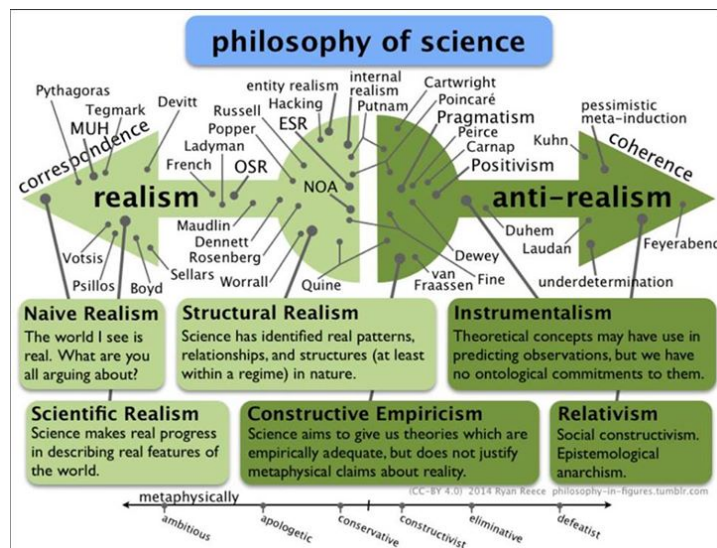 philosophy of science
Pythagoras
Tegmark
MUH
Devitt
correspondence
realism
French
Ladyman
OSR
Popper
Russell
entity realism
Hacking
ESR
internal
realism
Putnam
NOA
Cartwright
Poincaré
Pragmatism
Peirce
Carnap
Positivism
pessimistic
meta-induction
Kuhn
coherence
anti-realism
Votsis
Psillos
Boyd
Sellars
Maudlin
Dennett
Rosenberg
Worrall
Quine
van
Fraassen
Fine
Dewey
Duhem
Laudan
underdetermination
Feyerabend
Naive Realism
The world I see is
real. What are you
all arguing about?
Structural Realism
Science has identified real patterns,
relationships, and structures (at least
within a regime) in nature.
Instrumentalism
Theoretical concepts may have use in
predicting observations, but we have
no ontological commitments to them.
Scientific Realism
Science makes real progress
in describing real features of
the world.
Constructive Empiricism
Science aims to give us theories which are
empirically adequate, but does not justify
metaphysical claims about reality.
Relativism
Social constructivism.
Epistemological
anarchism.
(CC-BY 4.0) 2014 Ryan Reece philosophy-in-figures.tumblr.com
metaphysically
ambitious
apologetic
conservative
constructivist
eliminative
defeatist